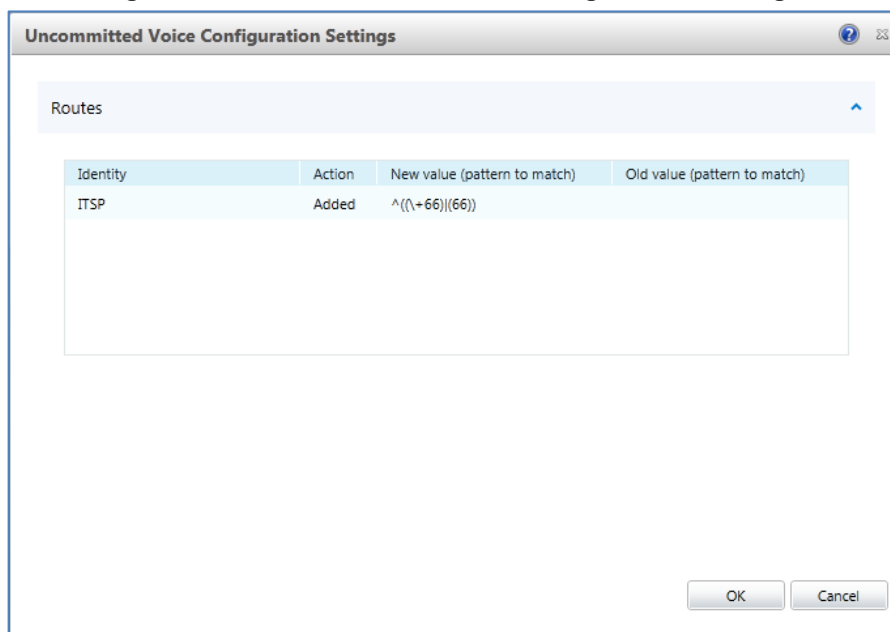 Uncommitted Voice Configuration Settings
Routes
Identity Action New value (pattern to match) Old value (pattern to match)
ITSP Added ^((\+66)|(66))
OK Cancel